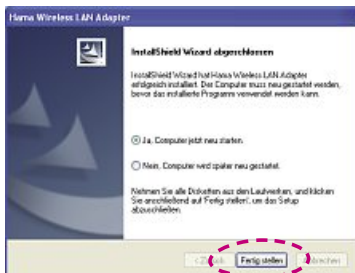 Hama Wireless LAN Adapter
InstallShield Wizard abgeschlossen
InstallShield Wizard hat Hama Wireless LAN Adapter
erfolgreich installiert. Der Computer muss neu gestartet werden,
bevor das installierte Programm verwendet werden kann.
Ja, Computer jetzt neu starten.
Nein, Computer wird später neu gestartet.
Nehmen Sie alle Disketten aus den Laufwerken, und klicken
Sie anschließend auf 'Fertig stellen', um das Setup
abzuschließen.
< Zurück Fertig stellen Abbrechen